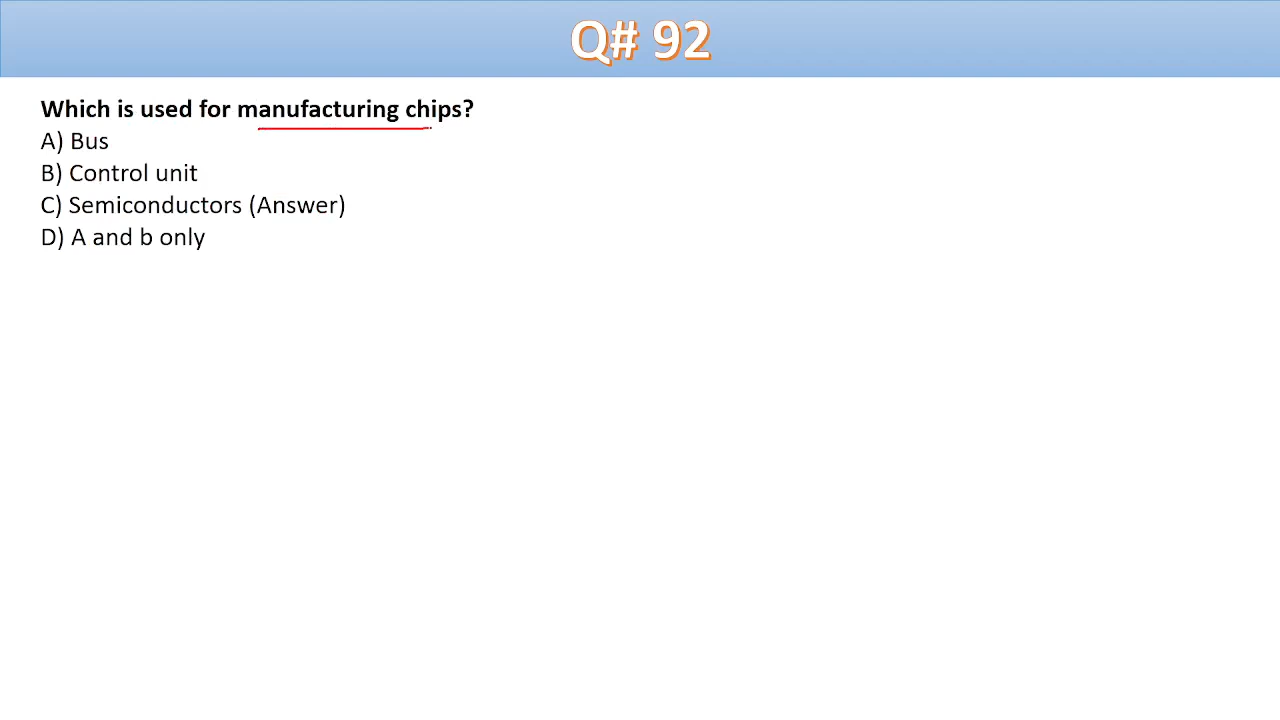 Q# 92
Which is used for manufacturing chips?
A) Bus
B) Control unit
C) Semiconductors (Answer)
D) A and b only